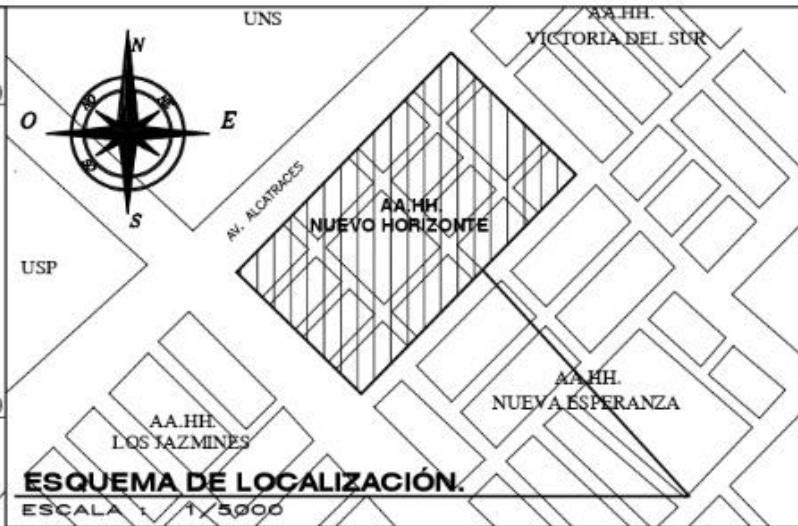 UNS
AA.HH.
VICTORIA DEL SUR
N
O
E
S
AV. ALCATRACES
AA.HH.
NUEVO HORIZONTE
USP
AA.HH.
NUEVA ESPERANZA
AA.HH.
LOS JAZMINES
ESQUEMA DE LOCALIZACIÓN.
ESCALA : 1/5000